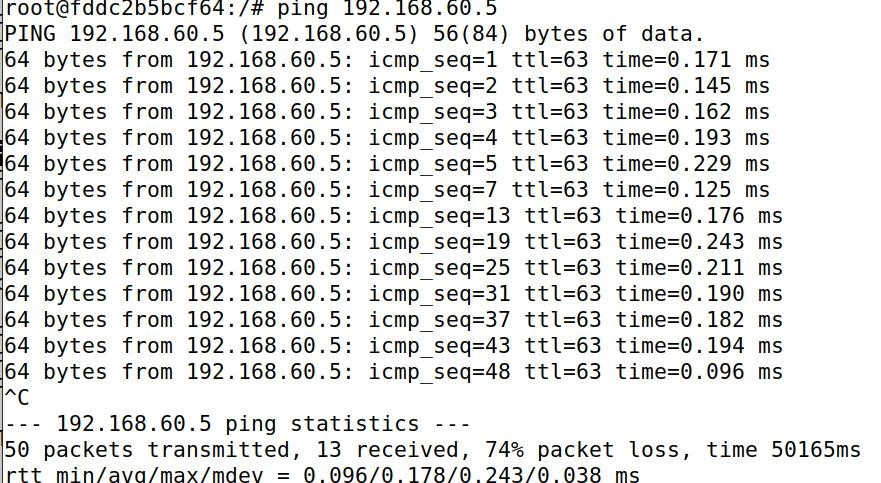 root@fddc2b5bcf64:/# ping 192.168.60.5
PING 192.168.60.5 (192.168.60.5) 56(84) bytes of data.
64 bytes from 192.168.60.5: icmp_seq=1 ttl=63 time=0.171 ms
64 bytes from 192.168.60.5: icmp_seq=2 ttl=63 time=0.145 ms
64 bytes from 192.168.60.5: icmp_seq=3 ttl=63 time=0.162 ms
64 bytes from 192.168.60.5: icmp_seq=4 ttl=63 time=0.193 ms
64 bytes from 192.168.60.5: icmp_seq=5 ttl=63 time=0.229 ms
64 bytes from 192.168.60.5: icmp_seq=7 ttl=63 time=0.125 ms
64 bytes from 192.168.60.5: icmp_seq=13 ttl=63 time=0.176 ms
64 bytes from 192.168.60.5: icmp_seq=19 ttl=63 time=0.243 ms
64 bytes from 192.168.60.5: icmp_seq=25 ttl=63 time=0.211 ms
64 bytes from 192.168.60.5: icmp_seq=31 ttl=63 time=0.190 ms
64 bytes from 192.168.60.5: icmp_seq=37 ttl=63 time=0.182 ms
64 bytes from 192.168.60.5: icmp_seq=43 ttl=63 time=0.194 ms
64 bytes from 192.168.60.5: icmp_seq=48 ttl=63 time=0.096 ms
^C
--- 192.168.60.5 ping statistics ---
50 packets transmitted, 13 received, 74% packet loss, time 50165ms
rtt min/avg/max/mdev = 0.096/0.178/0.243/0.038 ms